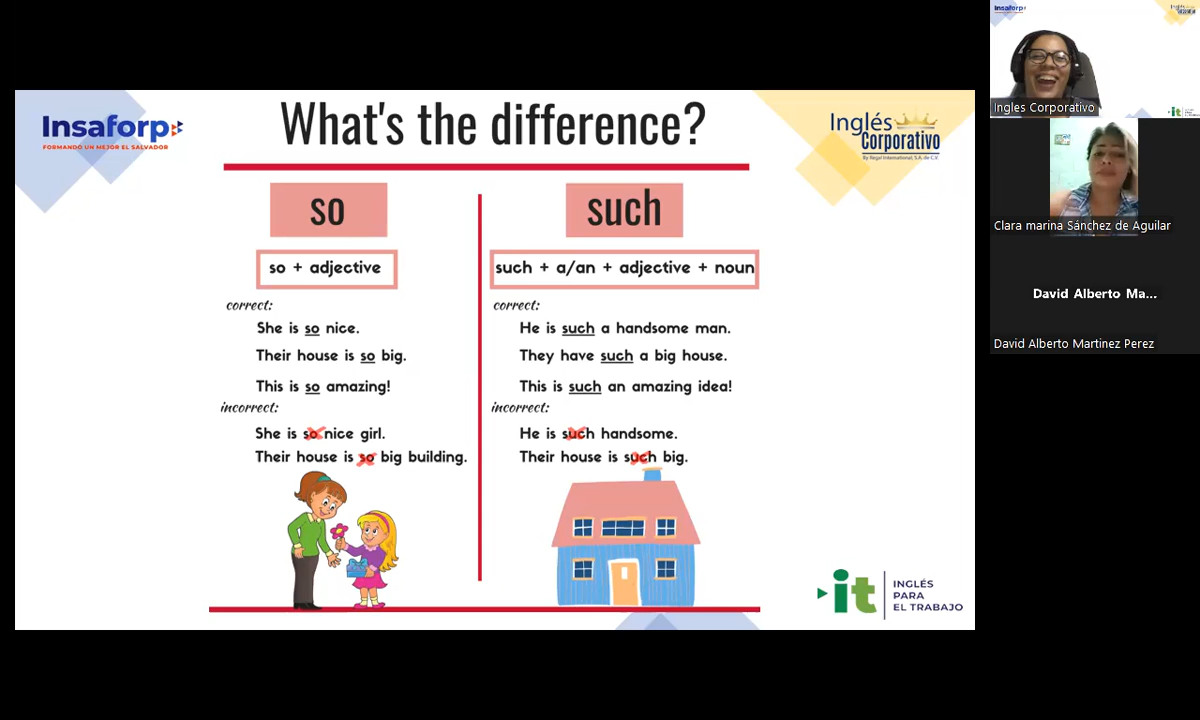 What's the difference?
Insaforp
FORMANDO UN MEJOR EL SALVADOR
Inglés
Corporativo
By Regal International, S.A. de C.V.
so
so + adjective
correct:
She is so nice.
Their house is so big.
This is so amazing!
incorrect:
She is so nice girl.
Their house is so big building.
such
such + a/an + adjective + noun
correct:
He is such a handsome man.
They have such a big house.
This is such an amazing idea!
incorrect:
He is such handsome.
Their house is such big.
it
INGLÉS
PARA
EL TRABAJO
Insaforp
Ingles Corporativo
it
Clara marina Sánchez de Aguilar
David Alberto Ma...
David Alberto Martinez Perez